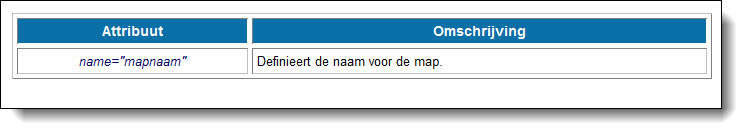 Attribuut Omschrijving
name="mapnaam" Definieert de naam voor de map.